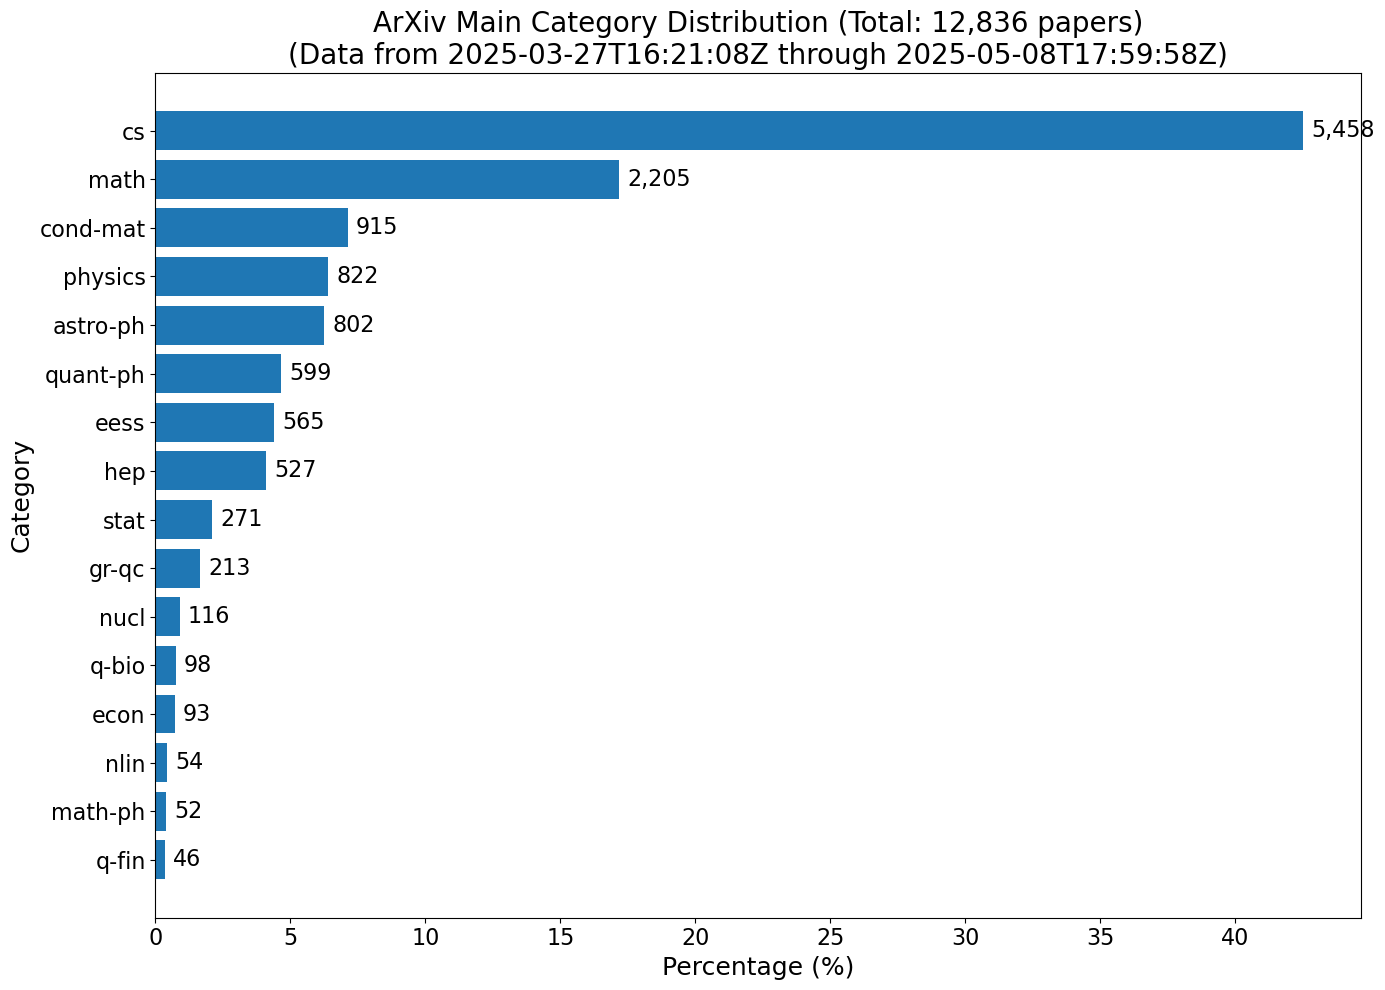 ArXiv Main Category Distribution (Total: 12,836 papers)
(Data from 2025-03-27T16:21:08Z through 2025-05-08T17:59:58Z)
Category
cs 5,458
math 2,205
cond-mat 915
physics 822
astro-ph 802
quant-ph 599
eess 565
hep 527
stat 271
gr-qc 213
nucl 116
q-bio 98
econ 93
nlin 54
math-ph 52
q-fin 46
0 5 10 15 20 25 30 35 40
Percentage (%)